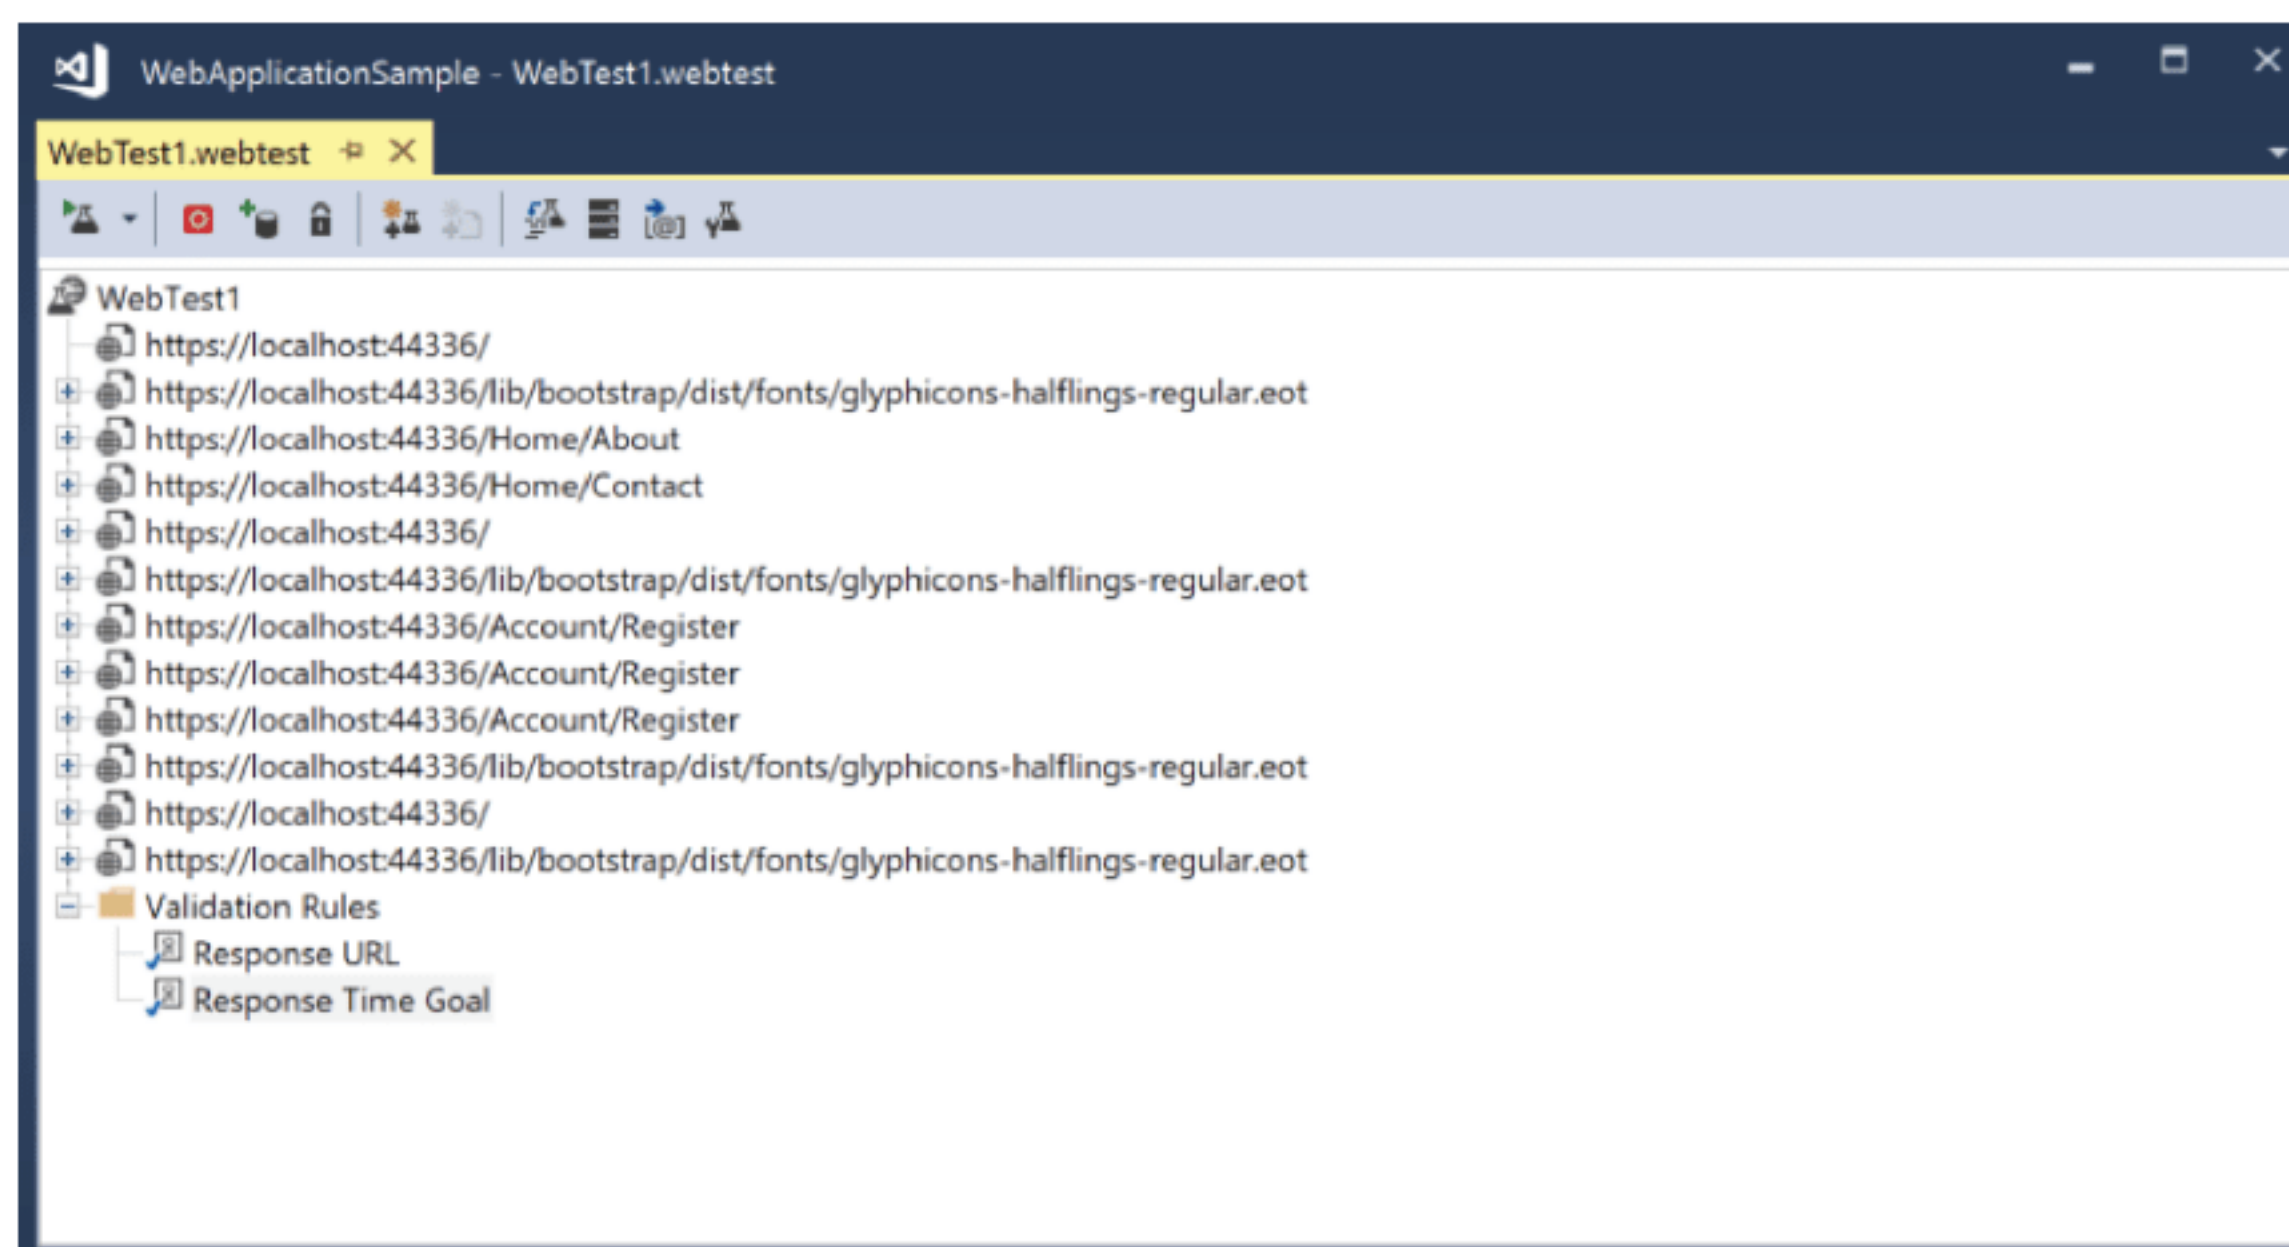 WebApplicationSample - WebTest1.webtest
WebTest1.webtest
WebTest1
https://localhost:44336/
https://localhost:44336/lib/bootstrap/dist/fonts/glyphicons-halflings-regular.eot
https://localhost:44336/Home/About
https://localhost:44336/Home/Contact
https://localhost:44336/
https://localhost:44336/lib/bootstrap/dist/fonts/glyphicons-halflings-regular.eot
https://localhost:44336/Account/Register
https://localhost:44336/Account/Register
https://localhost:44336/Account/Register
https://localhost:44336/lib/bootstrap/dist/fonts/glyphicons-halflings-regular.eot
https://localhost:44336/
https://localhost:44336/lib/bootstrap/dist/fonts/glyphicons-halflings-regular.eot
Validation Rules
Response URL
Response Time Goal